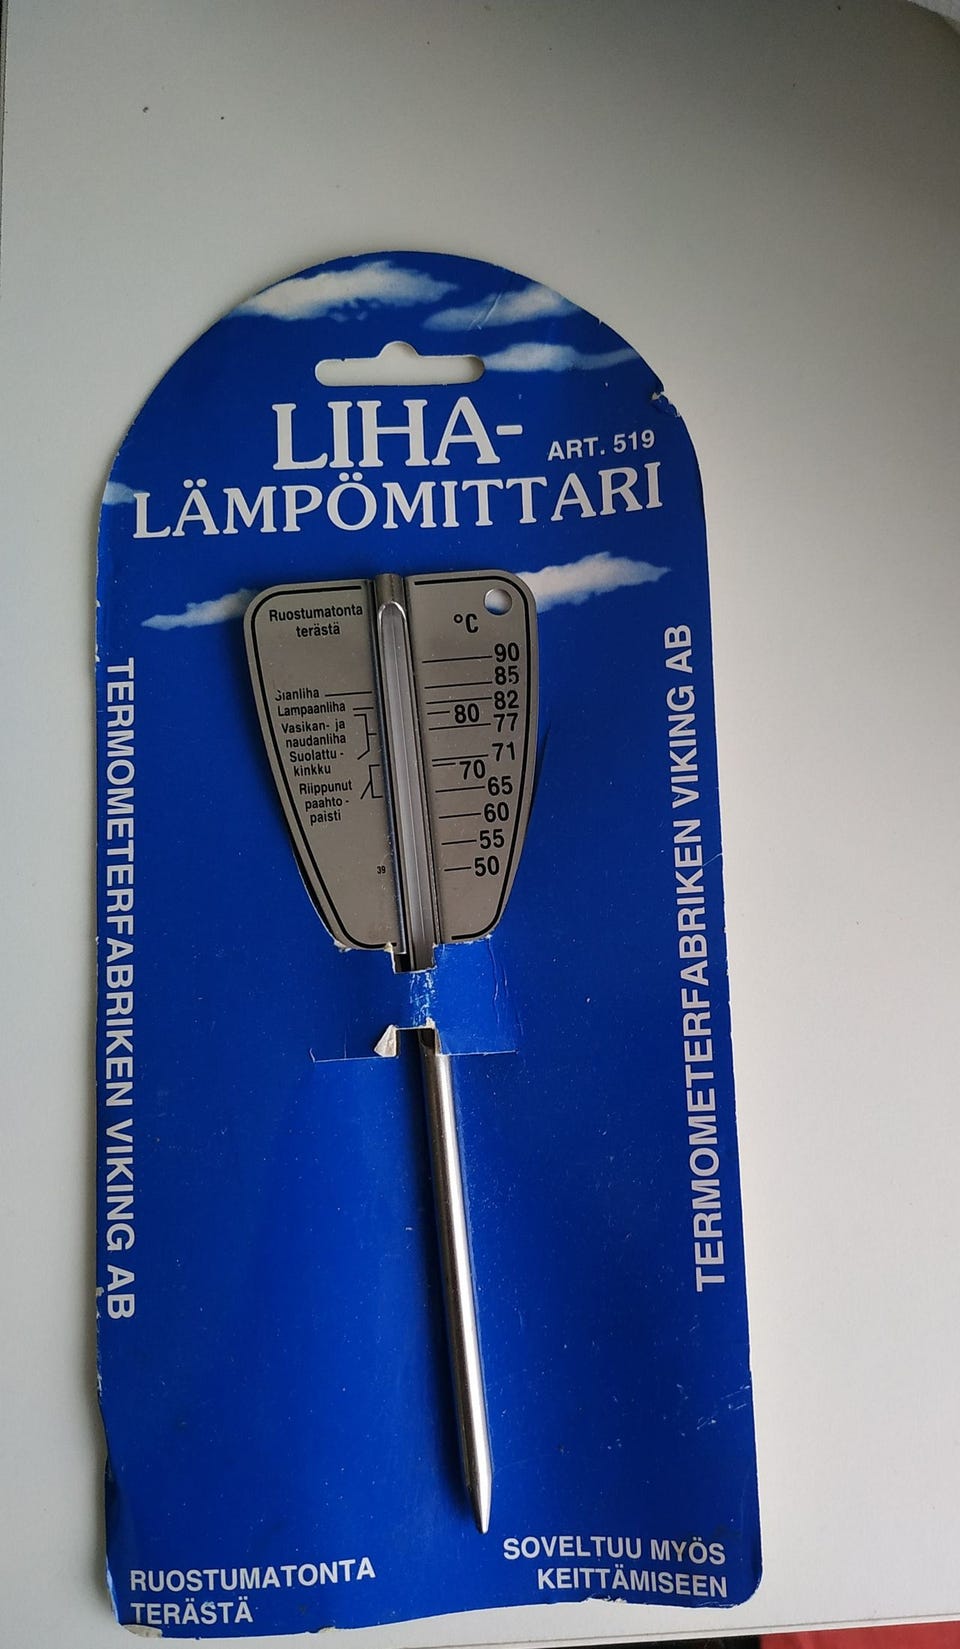 LIHA-
ART. 519
LÄMPÖMITTARI
Ruostumatonta
terästä
°C
90
85
82
80
77
71
70
65
60
55
50
Sianliha
Lampaanliha
Vasikan- ja
naudanliha
Suolattu-
kinkku
Riippunut
paahto-
paisti
39
TERMOMETERFABRIKEN VIKING AB
TERMOMETERFABRIKEN VIKING AB
RUOSTUMATONTA
TERÄSTÄ
SOVELTUU MYÖS
KEITTÄMISEEN